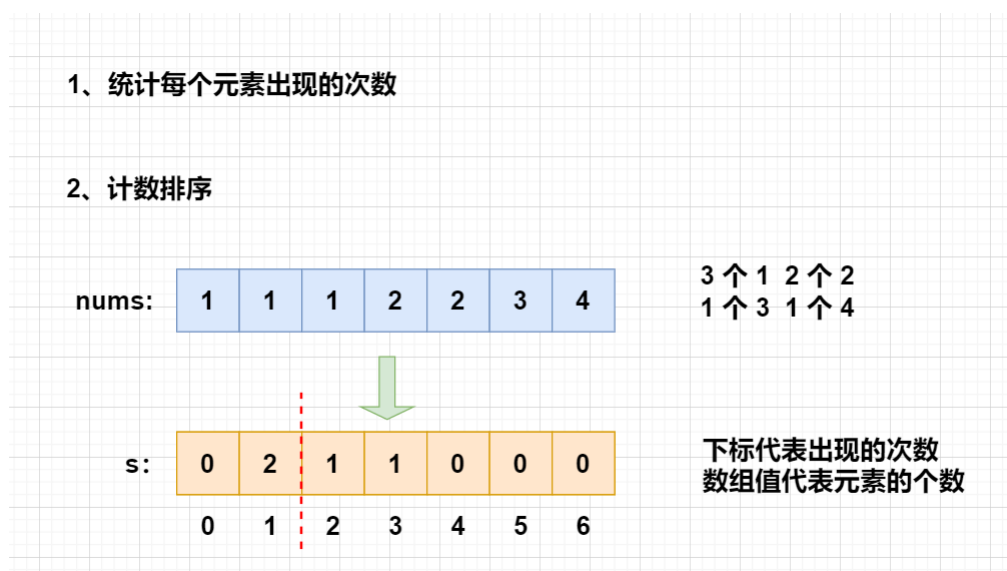 1、统计每个元素出现的次数
2、计数排序
nums: 1 1 1 2 2 3 4
3 个 1 2 个 2
1 个 3 1 个 4
s: 0 2 1 1 0 0 0
下标代表出现的次数
数组值代表元素的个数
0 1 2 3 4 5 6